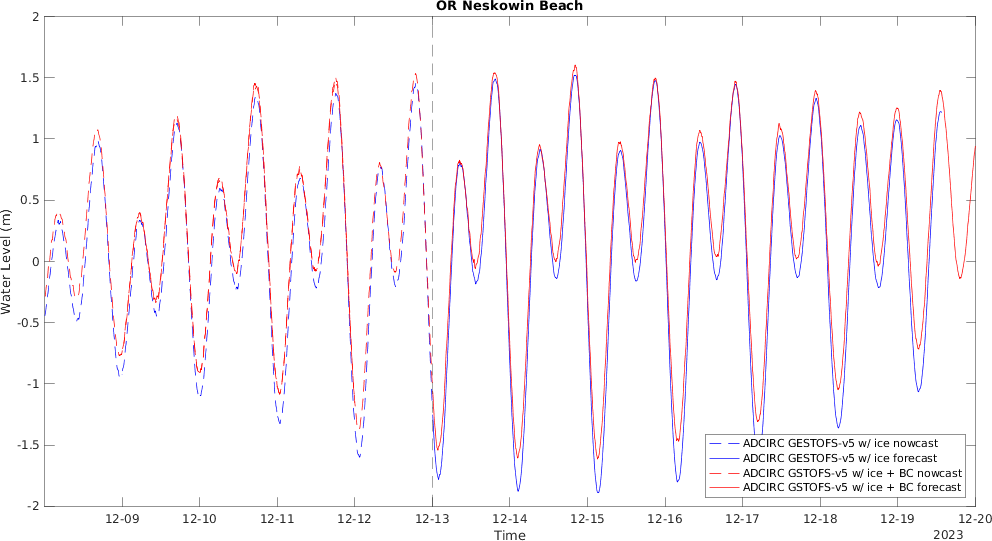 OR Neskowin Beach
2
1.5
1
0.5
0
-0.5
-1
-1.5
-2
Water Level (m)
ADCIRC GESTOFS-v5 w/ ice nowcast
ADCIRC GESTOFS-v5 w/ ice forecast
ADCIRC GSTOFS-v5 w/ ice + BC nowcast
ADCIRC GSTOFS-v5 w/ ice + BC forecast
12-09 12-10 12-11 12-12 12-13 12-14 12-15 12-16 12-17 12-18 12-19 12-20
Time
2023